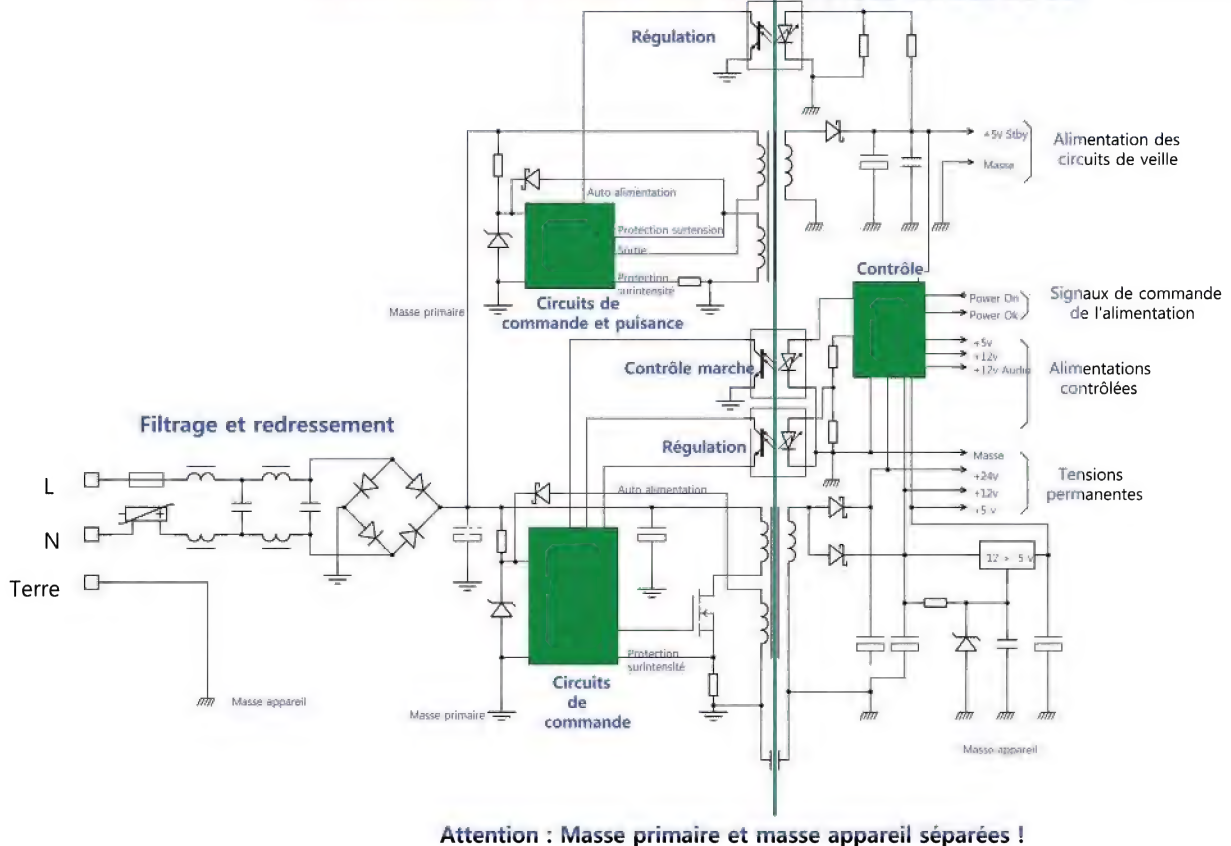 Régulation
+5v Stby
Masse
Alimentation des
circuits de veille
Auto alimentation
Protection surtension
Sortie
Protection
surintensité
Circuits de
commande et puisance
Masse primaire
Contrôle
Power On
Power Ok
Signaux de commande
de l'alimentation
+5v
+12v
+12v Audio
Alimentations
contrôlées
Contrôle marche
Régulation
Filtrage et redressement
Masse
+24v
+12v
+5 v
Tensions
permanentes
L
N
Terre
Auto alimentation
12 > 5 v
Protection
surintensité
Circuits
de
commande
Masse appareil
Masse primaire
Masse appareil
Attention : Masse primaire et masse appareil séparées !